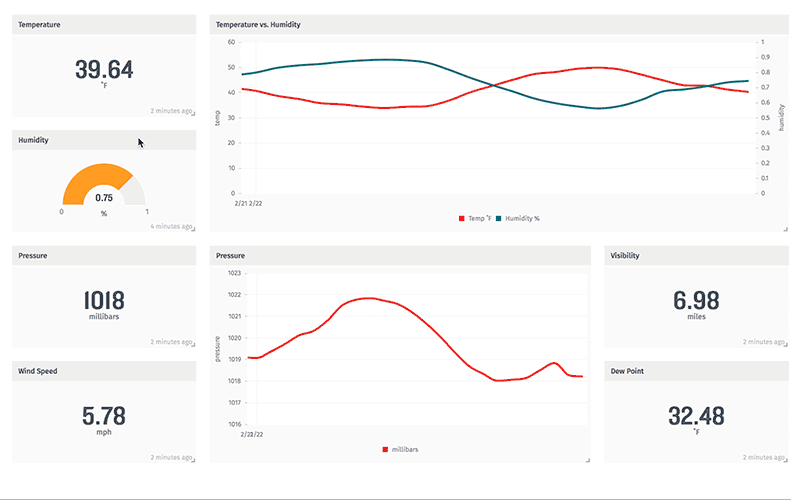 Temperature
39.64
°F
2 minutes ago
Humidity
0.75
0
1
%
4 minutes ago
Temperature vs. Humidity
60
50
40
30
20
10
0
temp
1
0.9
0.8
0.7
0.6
0.5
0.4
0.3
0.2
0.1
0
humidity
2/21 2/22
Temp °F Humidity %
Pressure
1018
millibars
2 minutes ago
Wind Speed
5.78
mph
2 minutes ago
Pressure
1023
1022
1021
1020
1019
1018
1017
1016
pressure
2/22
millibars
Visibility
6.98
miles
2 minutes ago
Dew Point
32.48
°F
2 minutes ago